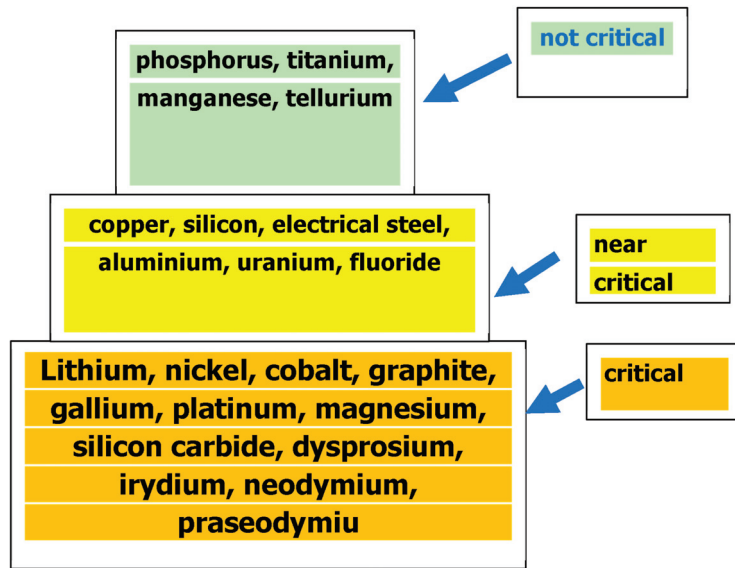 phosphorus, titanium,
manganese, tellurium
not critical
copper, silicon, electrical steel,
aluminium, uranium, fluoride
near
critical
Lithium, nickel, cobalt, graphite,
gallium, platinum, magnesium,
silicon carbide, dysprosium,
irydium, neodymium,
praseodymiu
critical